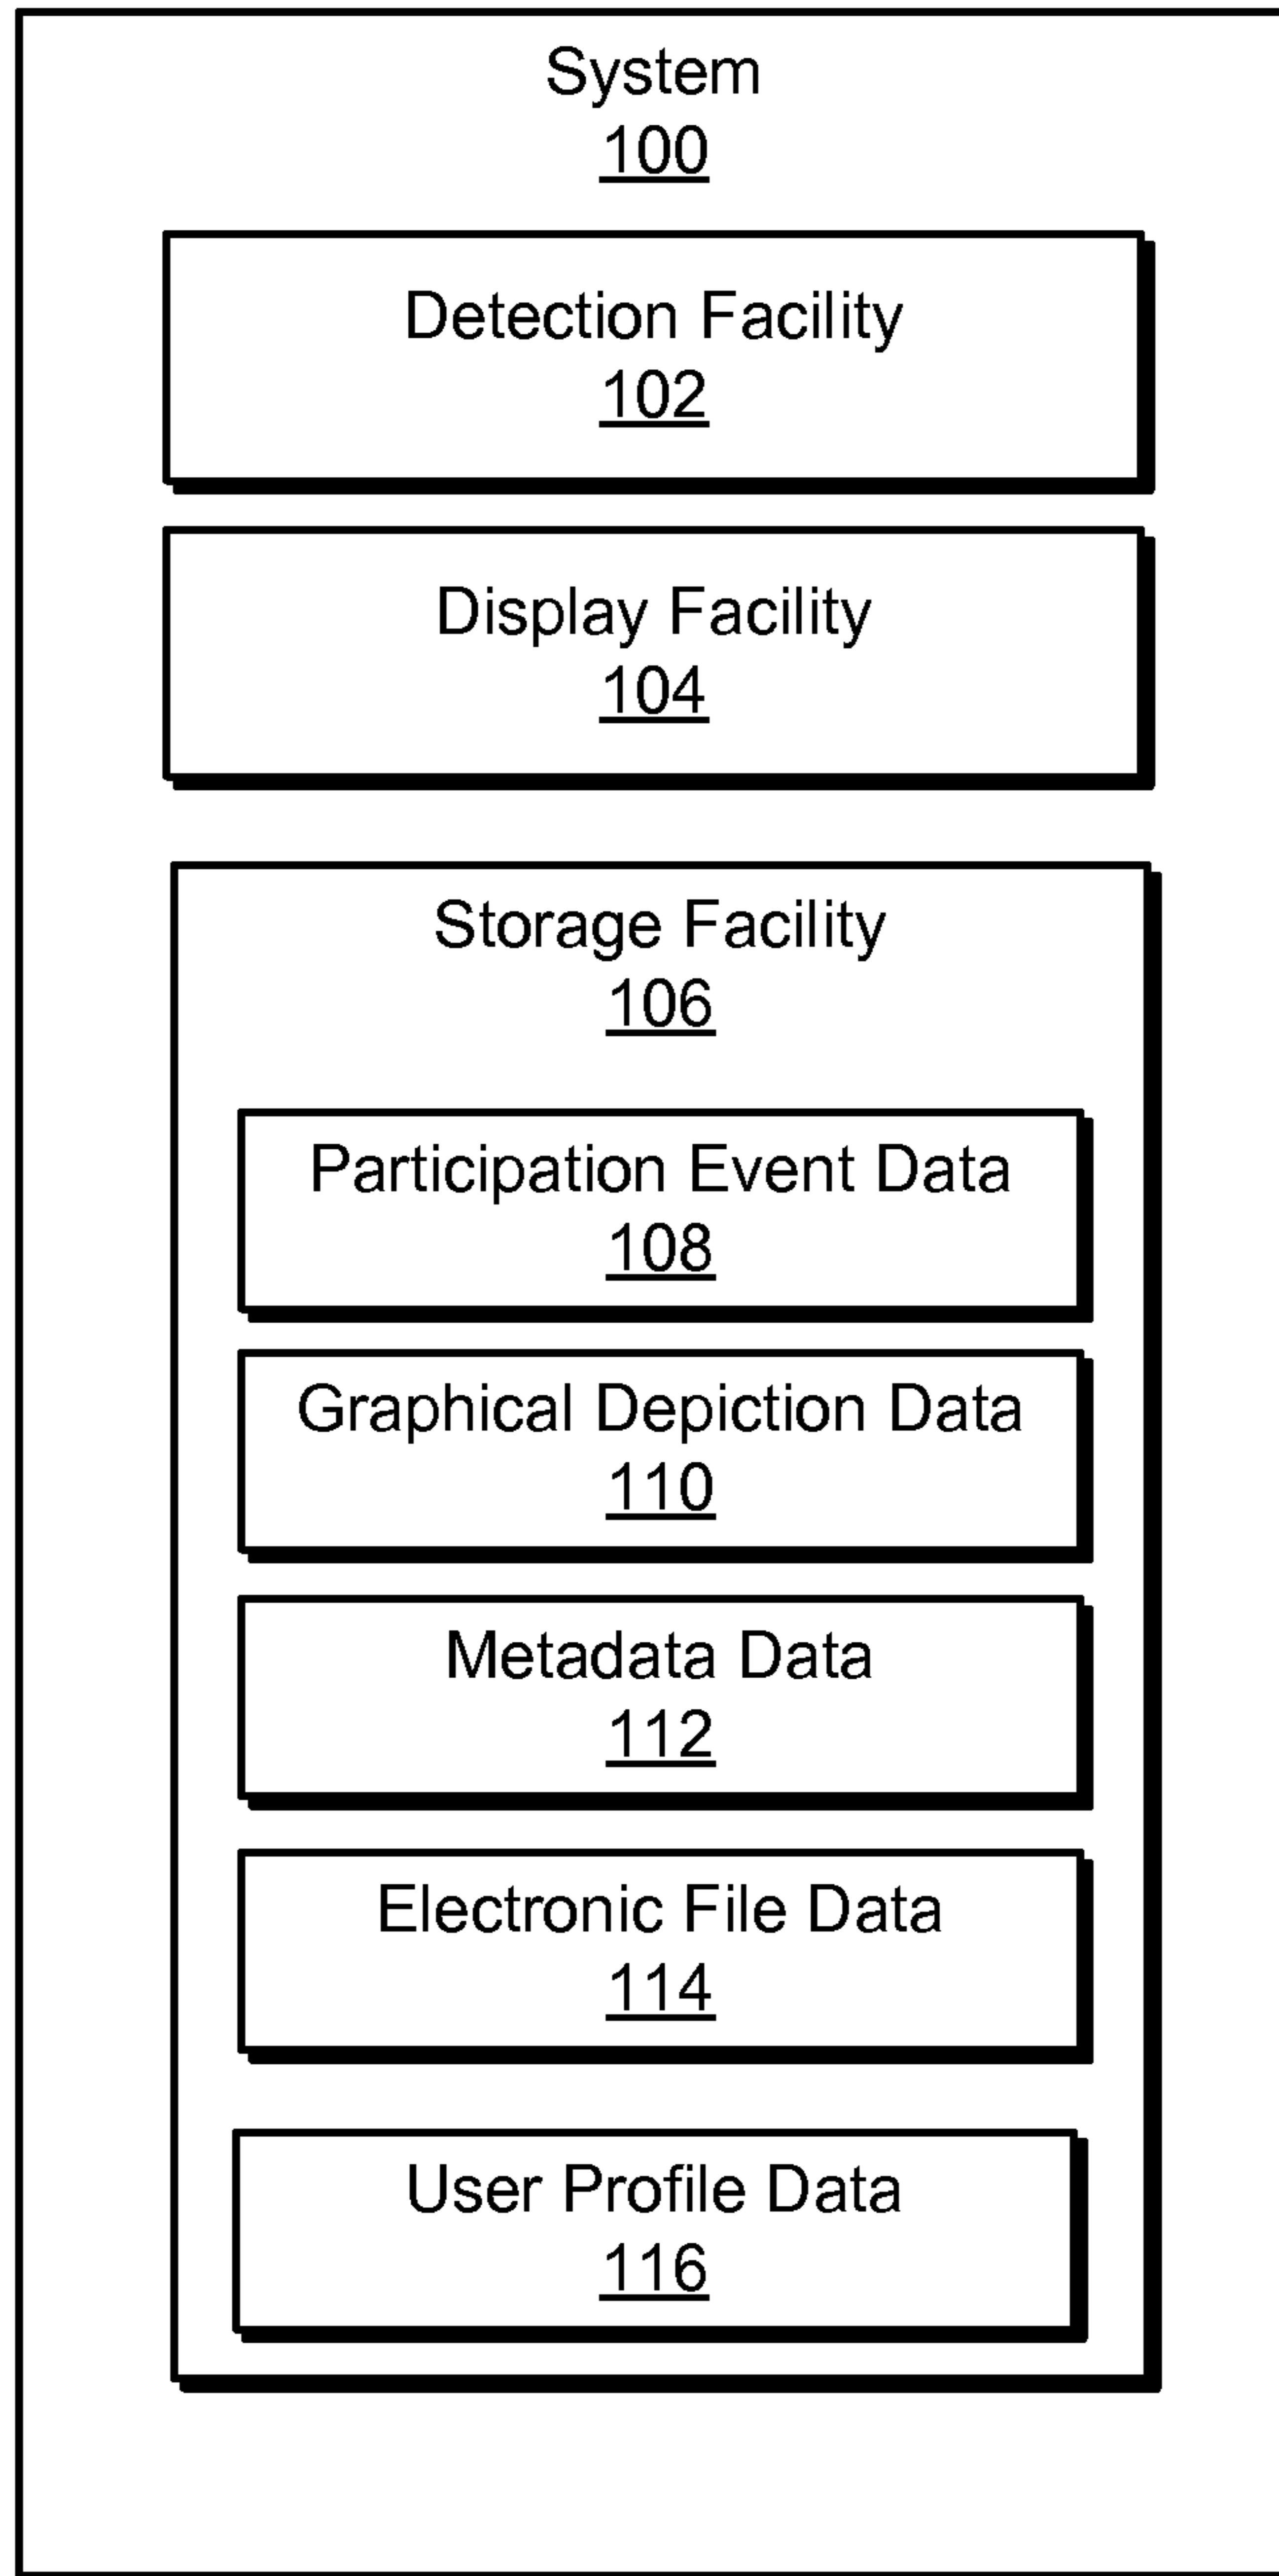 System
100
Detection Facility
102
Display Facility
104
Storage Facility
106
Participation Event Data
108
Graphical Depiction Data
110
Metadata Data
112
Electronic File Data
114
User Profile Data
116